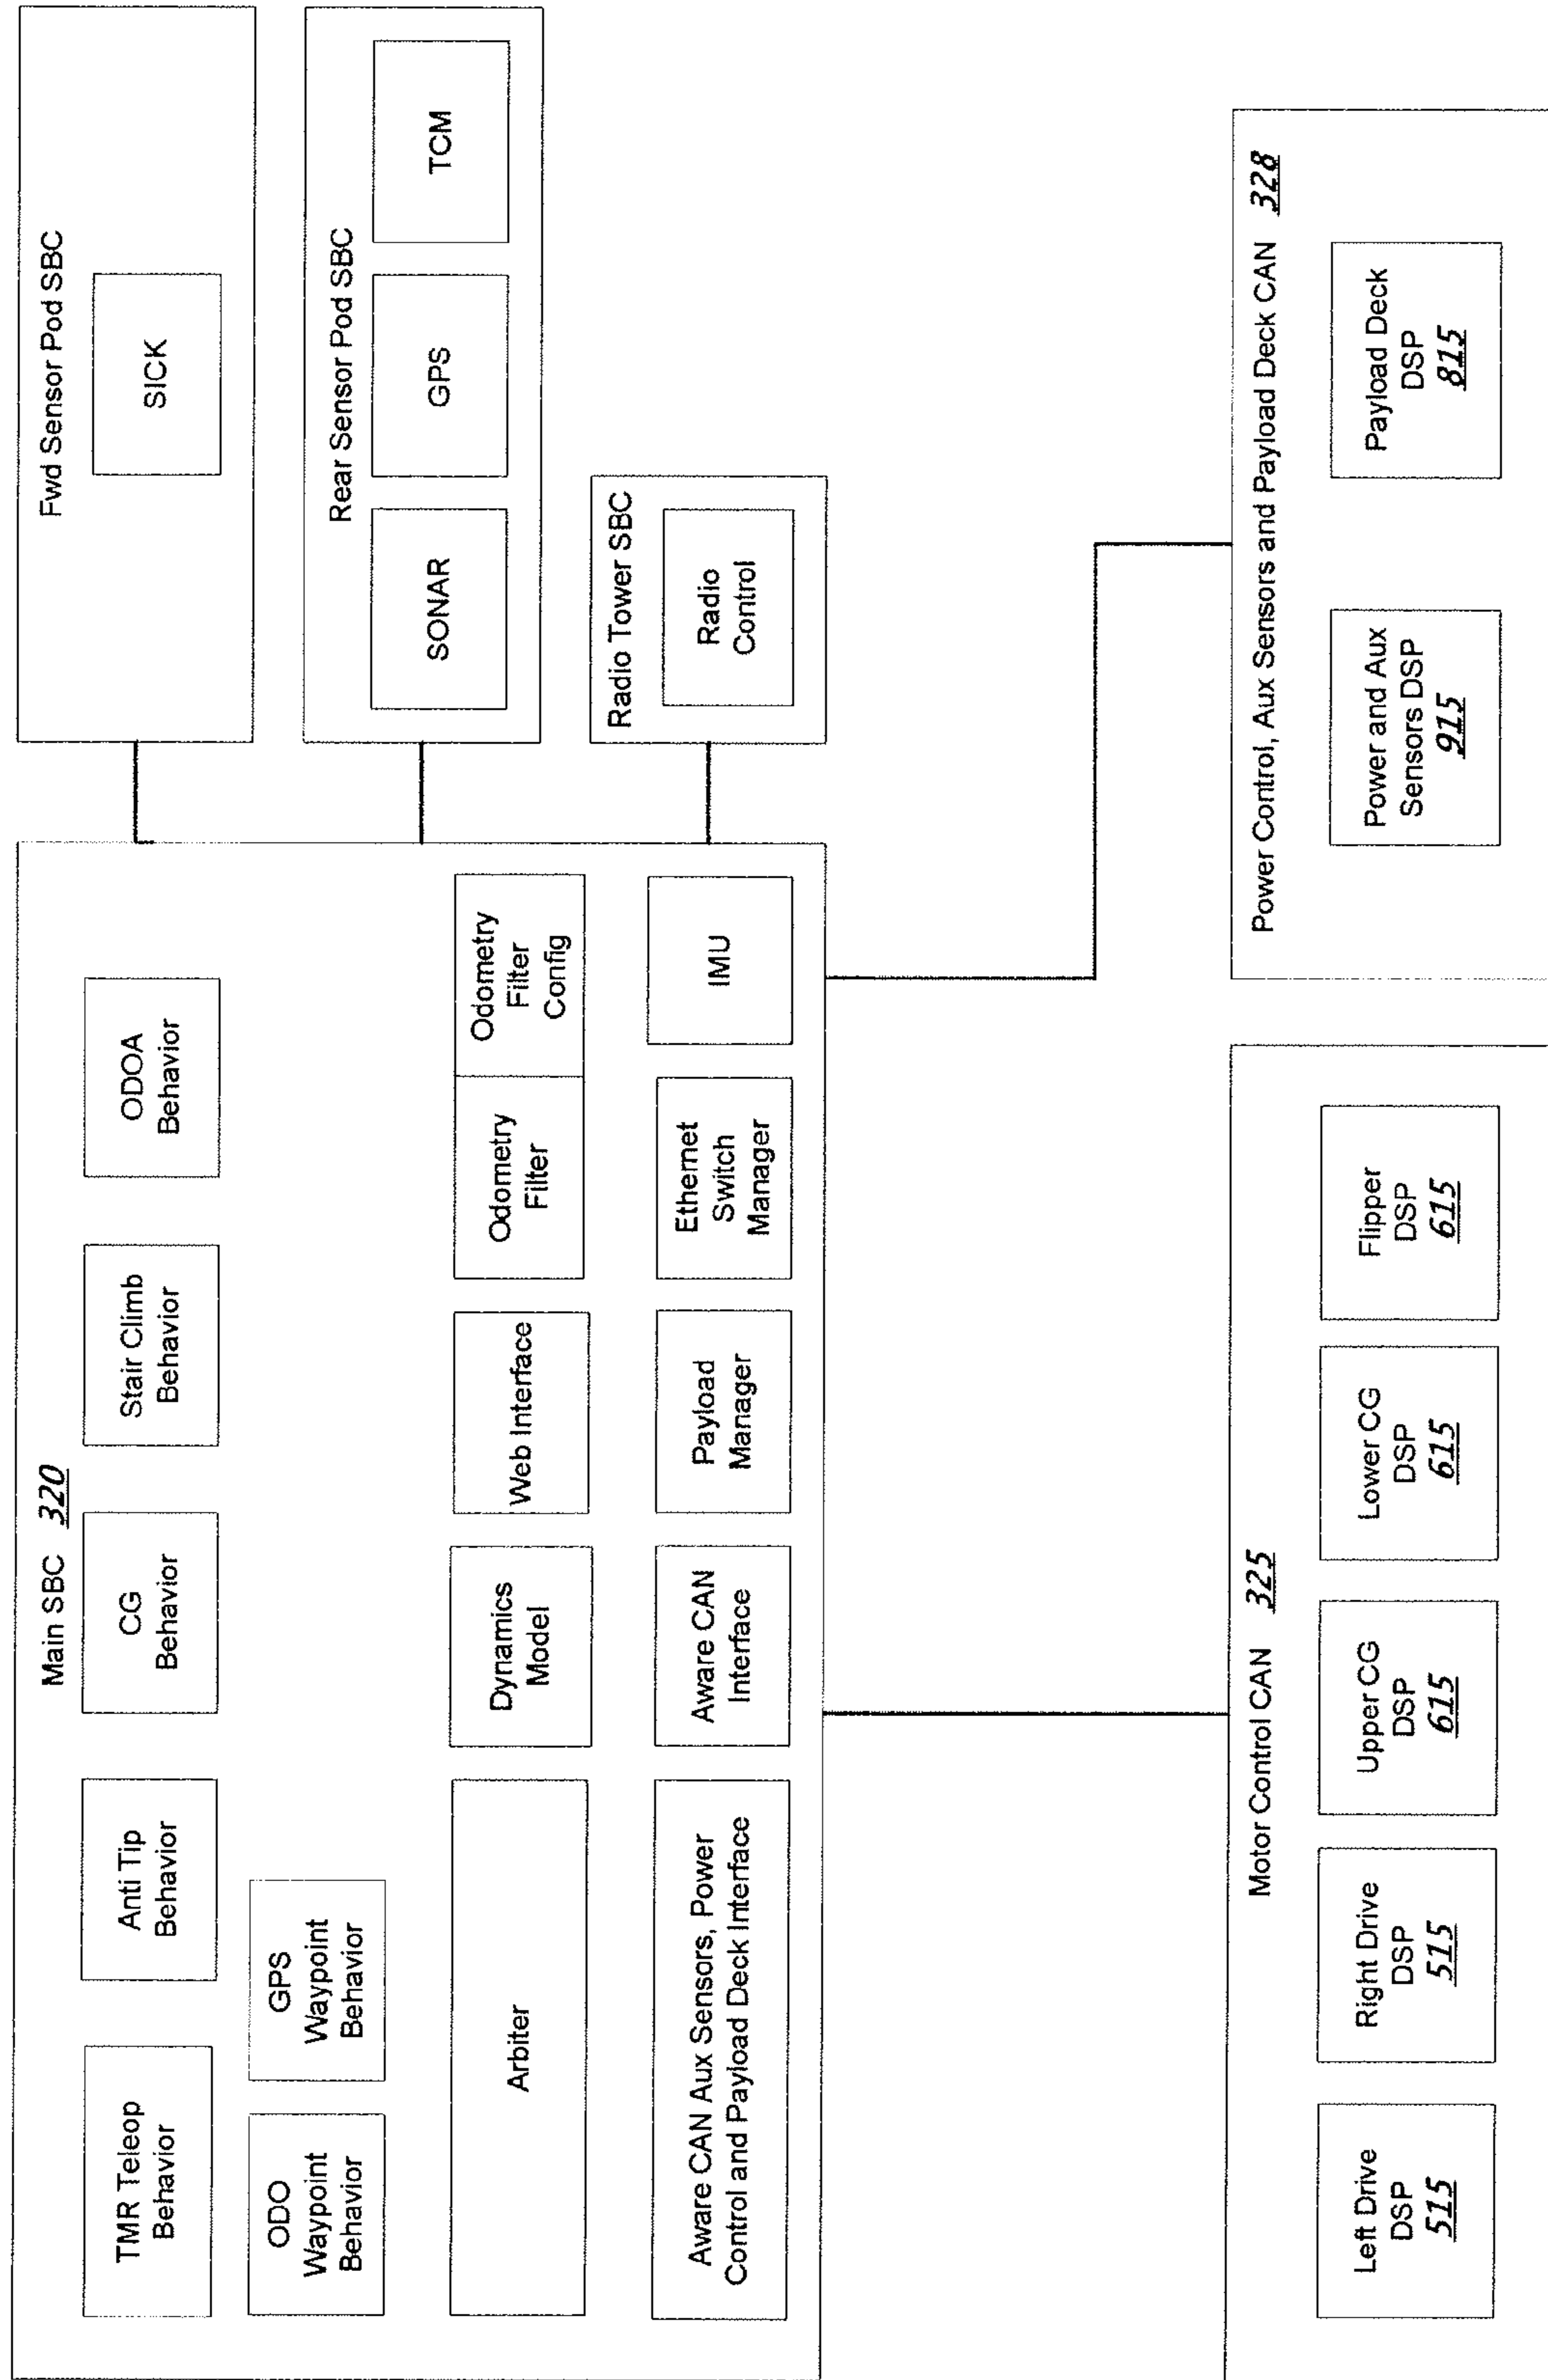 Main SBC 320
TMR Teleop
Behavior
Anti Tip
Behavior
CG
Behavior
Stair Climb
Behavior
ODOA
Behavior
ODO
Waypoint
Behavior
GPS
Waypoint
Behavior
Arbiter
Dynamics
Model
Web Interface
Odometry
Filter
Odometry
Filter
Config
Aware CAN Aux Sensors, Power
Control and Payload Deck Interface
Aware CAN
Interface
Payload
Manager
Ethernet
Switch
Manager
IMU
Fwd Sensor Pod SBC
SICK
Rear Sensor Pod SBC
SONAR
GPS
TCM
Radio Tower SBC
Radio
Control
Motor Control CAN 325
Left Drive
DSP
515
Right Drive
DSP
515
Upper CG
DSP
615
Lower CG
DSP
615
Flipper
DSP
615
Power Control, Aux Sensors and Payload Deck CAN 328
Power and Aux
Sensors DSP
915
Payload Deck
DSP
815